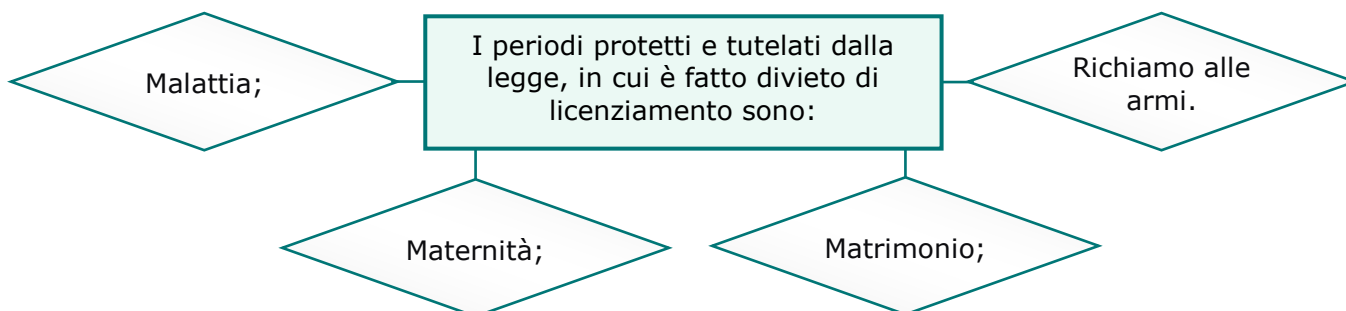 I periodi protetti e tutelati dalla
legge, in cui è fatto divieto di
licenziamento sono:
Malattia;
Richiamo alle
armi.
Maternità;
Matrimonio;